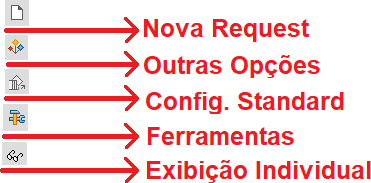 Nova Request
Outras Opções
Config. Standard
Ferramentas
Exibição Individual